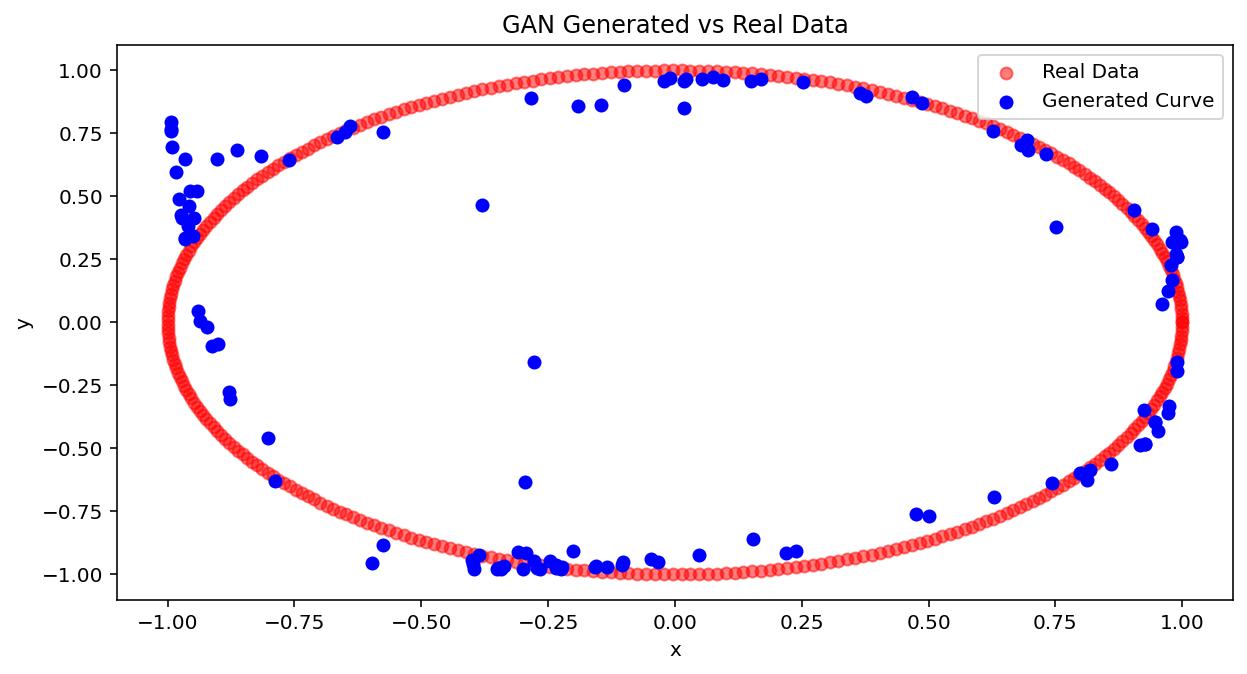 GAN Generated vs Real Data
Real Data
Generated Curve
1.00
0.75
0.50
0.25
0.00
−0.25
−0.50
−0.75
−1.00
y
−1.00 −0.75 −0.50 −0.25 0.00 0.25 0.50 0.75 1.00
x